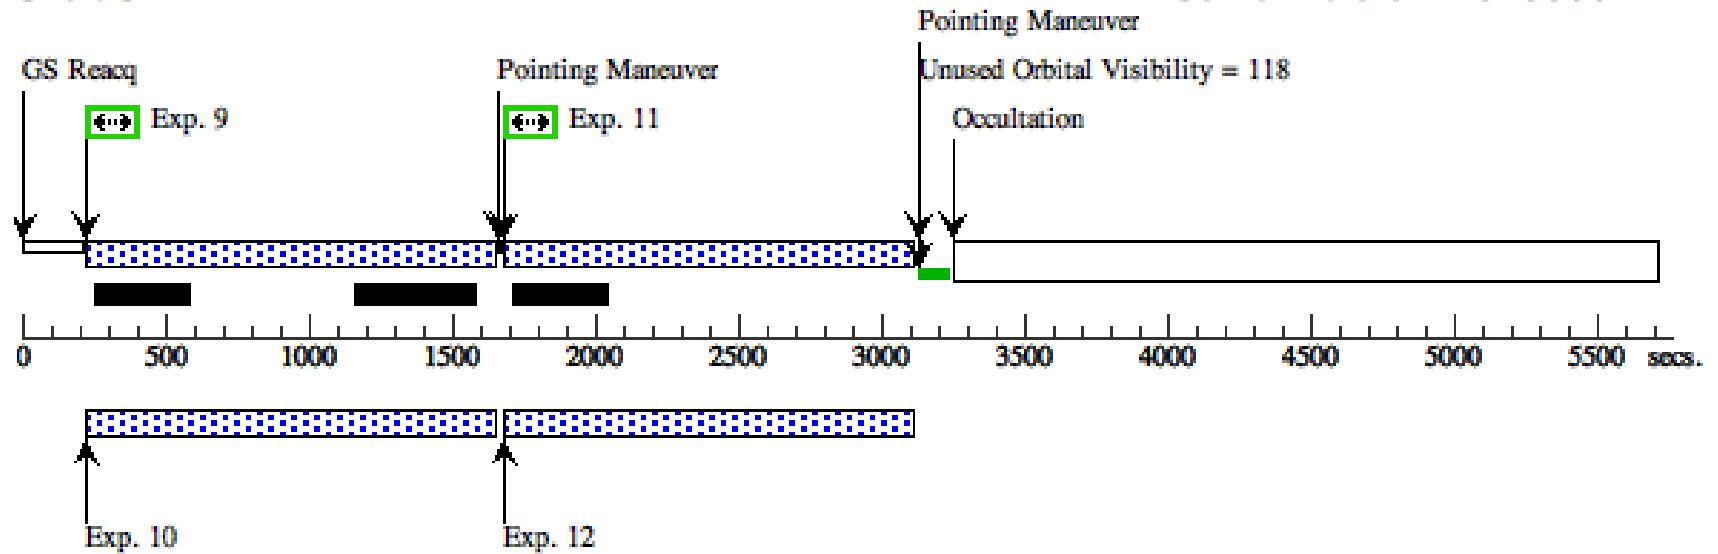 Pointing Maneuver
GS Reacq
Pointing Maneuver
Unused Orbital Visibility = 118
Exp. 9
Exp. 11
Occultation
0 500 1000 1500 2000 2500 3000 3500 4000 4500 5000 5500 secs.
Exp. 10
Exp. 12